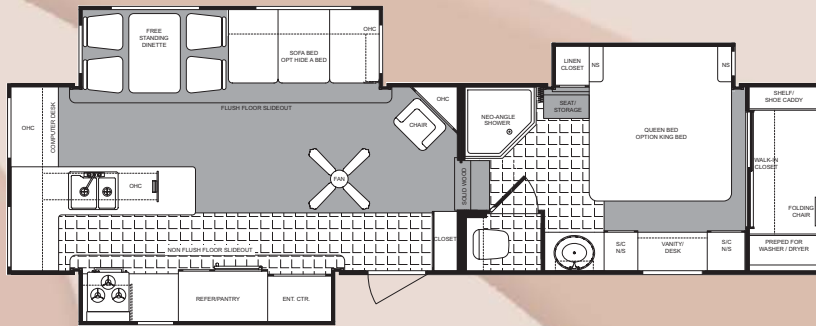 FREE
STANDING
DINETTE
SOFA BED
OPT HIDE A BED
OHC
FLUSH FLOOR SLIDEOUT
OHC
COMPUTER DESK
OHC
CHAIR
FAN
OHC
NON FLUSH FLOOR SLIDEOUT
REFER/PANTRY
ENT. CTR.
CLOSET
SOLID WOOD
NEO-ANGLE
SHOWER
LINEN
CLOSET
NS
NS
SEAT/
STORAGE
QUEEN BED
OPTION KING BED
S/C
N/S
VANITY/
DESK
S/C
N/S
SHELF/
SHOE CADDY
WALK-IN
CLOSET
FOLDING
CHAIR
PREPED FOR
WASHER / DRYER